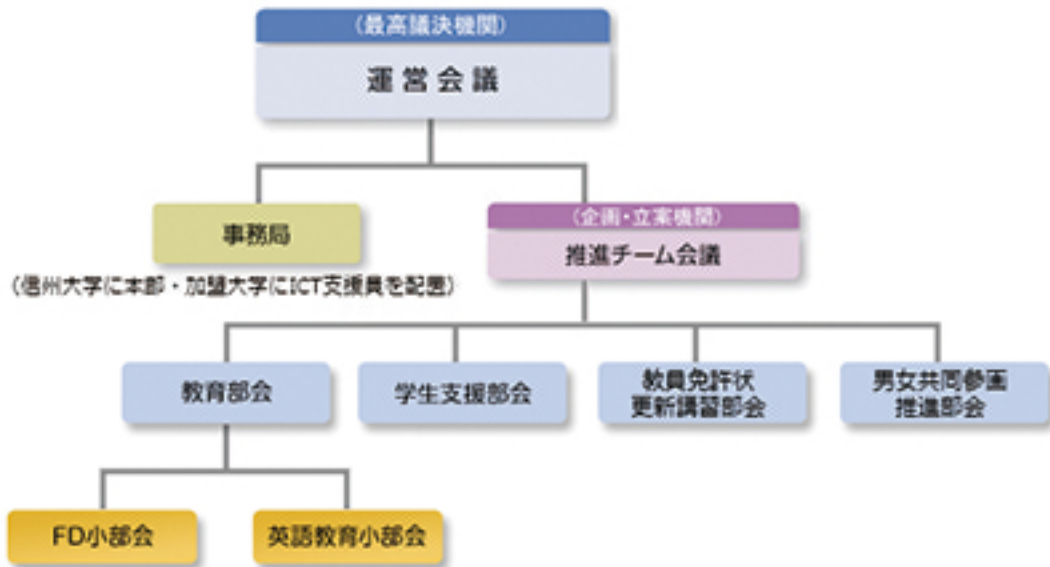 (最高議決機関)
運営会議
事務局
(信州大学に本部・加盟大学にICT支援員を配置)
(企画・立案機関)
推進チーム会議
教育部会
学生支援部会
教員免許状
更新講習部会
男女共同参画
推進部会
FD小部会
英語教育小部会